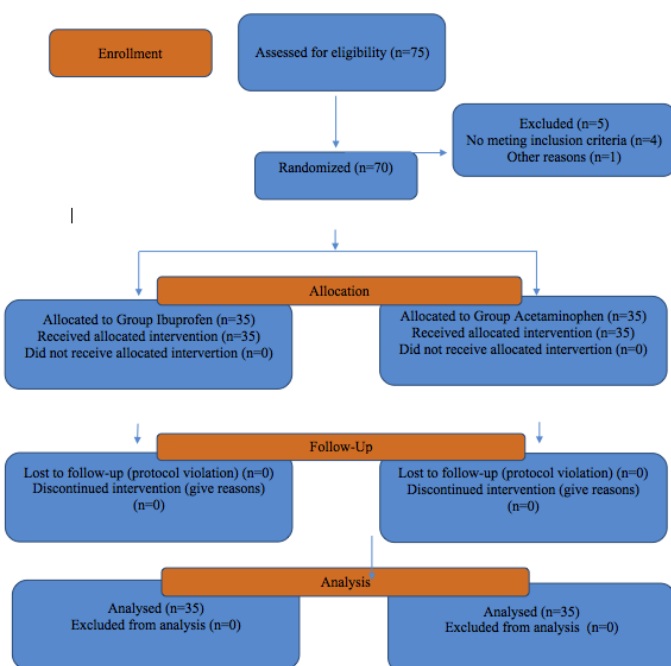 Enrollment
Assessed for eligibility (n=75)
Excluded (n=5)
No meting inclusion criteria (n=4)
Other reasons (n=1)
Randomized (n=70)
Allocation
Allocated to Group Ibuprofen (n=35)
Received allocated intervention (n=35)
Did not receive allocated intervertion (n=0)
Allocated to Group Acetaminophen (n=35)
Received allocated intervention (n=35)
Did not receive allocated intervertion (n=0)
Follow-Up
Lost to follow-up (protocol violation) (n=0)
Discontinued intervention (give reasons)
(n=0)
Lost to follow-up (protocol violation) (n=0)
Discontinued intervention (give reasons)
(n=0)
Analysis
Analysed (n=35)
Excluded from analysis (n=0)
Analysed (n=35)
Excluded from analysis (n=0)